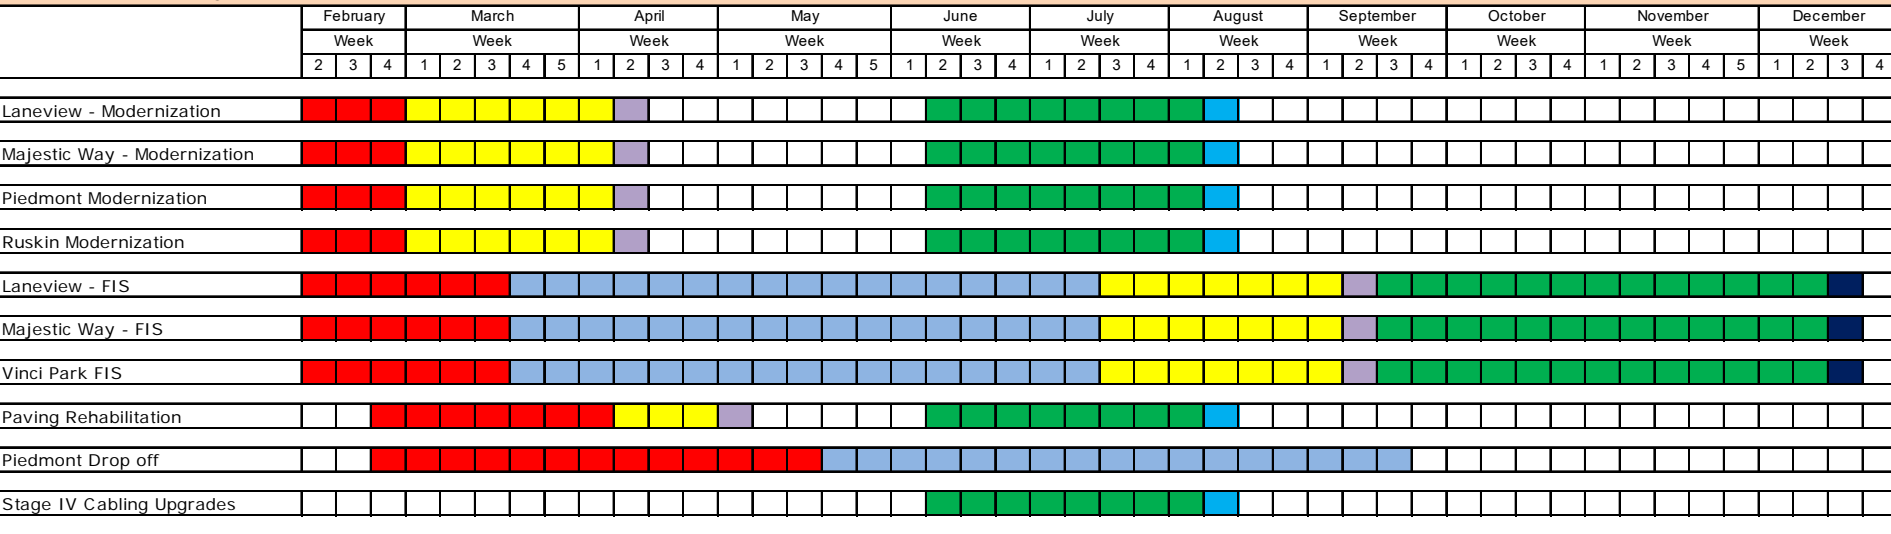 February March April May June July August September October November December
Week Week Week Week Week Week Week Week Week Week Week
2 3 4 1 2 3 4 5 1 2 3 4 1 2 3 4 5 1 2 3 4 1 2 3 4 1 2 3 4 1 2 3 4 1 2 3 4 1 2 3 4 5 1 2 3 4
Laneview - Modernization
Majestic Way - Modernization
Piedmont Modernization
Ruskin Modernization
Laneview - FIS
Majestic Way - FIS
Vinci Park FIS
Paving Rehabilitation
Piedmont Drop off
Stage IV Cabling Upgrades